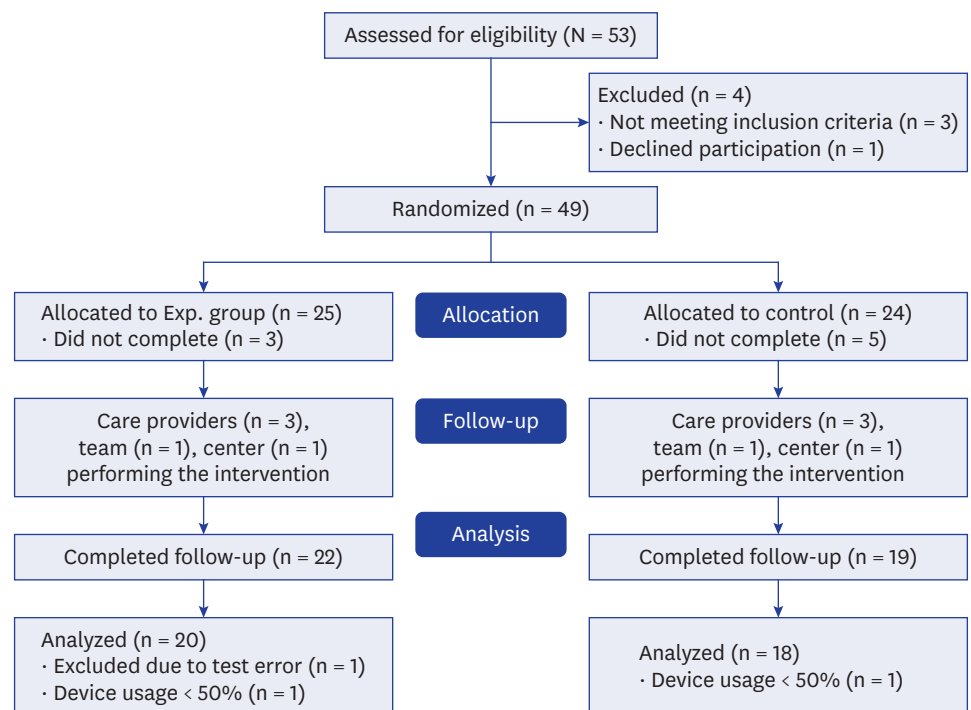 Assessed for eligibility (N = 53)
Excluded (n = 4)
· Not meeting inclusion criteria (n = 3)
· Declined participation (n = 1)
Randomized (n = 49)
Allocated to Exp. group (n = 25)
· Did not complete (n = 3)
Allocation
Allocated to control (n = 24)
· Did not complete (n = 5)
Care providers (n = 3),
team (n = 1), center (n = 1)
performing the intervention
Follow-up
Care providers (n = 3),
team (n = 1), center (n = 1)
performing the intervention
Analysis
Completed follow-up (n = 22)
Completed follow-up (n = 19)
Analyzed (n = 20)
· Excluded due to test error (n = 1)
· Device usage < 50% (n = 1)
Analyzed (n = 18)
· Device usage < 50% (n = 1)